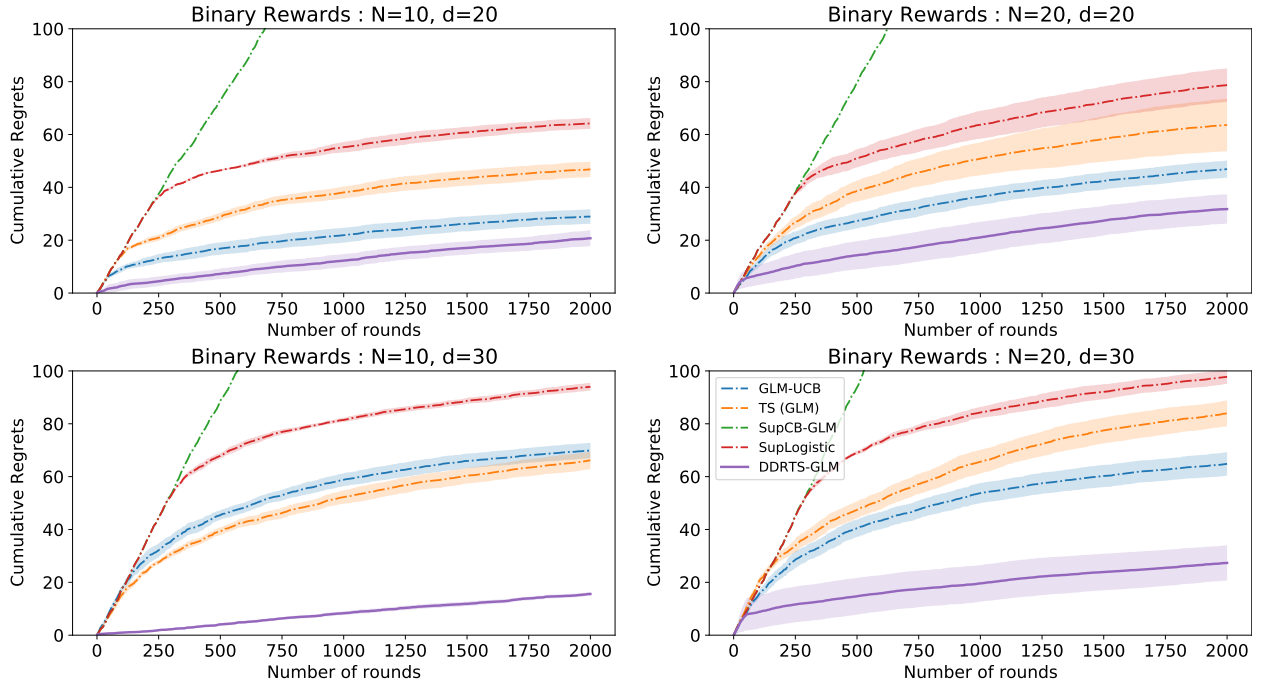 Binary Rewards : N=10, d=20
100
80
60
40
20
0
Cumulative Regrets
0 250 500 750 1000 1250 1500 1750 2000
Number of rounds
Binary Rewards : N=20, d=20
100
80
60
40
20
0
Cumulative Regrets
0 250 500 750 1000 1250 1500 1750 2000
Number of rounds
Binary Rewards : N=10, d=30
100
80
60
40
20
0
Cumulative Regrets
0 250 500 750 1000 1250 1500 1750 2000
Number of rounds
Binary Rewards : N=20, d=30
100
80
60
40
20
0
Cumulative Regrets
GLM-UCB
TS (GLM)
SupCB-GLM
SupLogistic
DDRTS-GLM
0 250 500 750 1000 1250 1500 1750 2000
Number of rounds